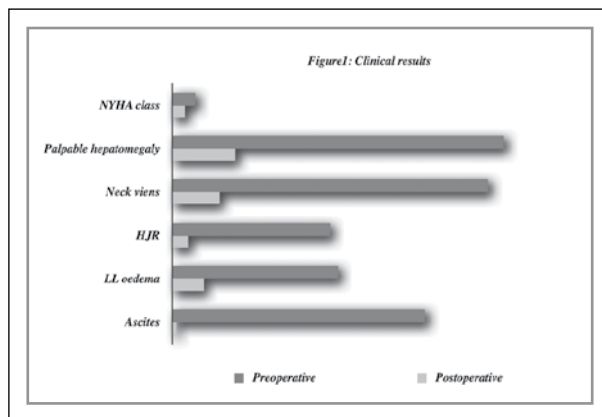 Figure1: Clinical results
NYHA class
Palpable hepatomegaly
Neck viens
HJR
LL oedema
Ascites
Preoperative Postoperative